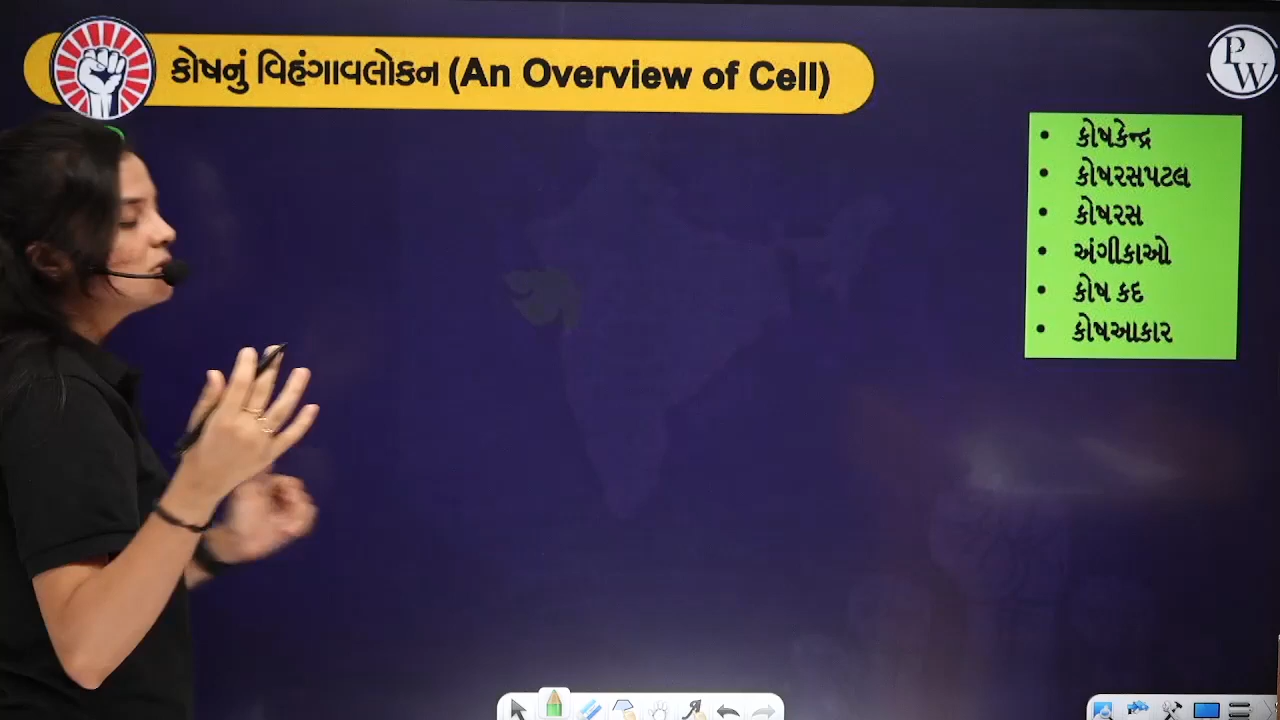 કોષનું વિહંગાવલોકન (An Overview of Cell)
PW
• કોષકેન્દ્ર
• કોષરસપટલ
• કોષરસ
• અંગીકાઓ
• કોષ કદ
• કોષઆકાર